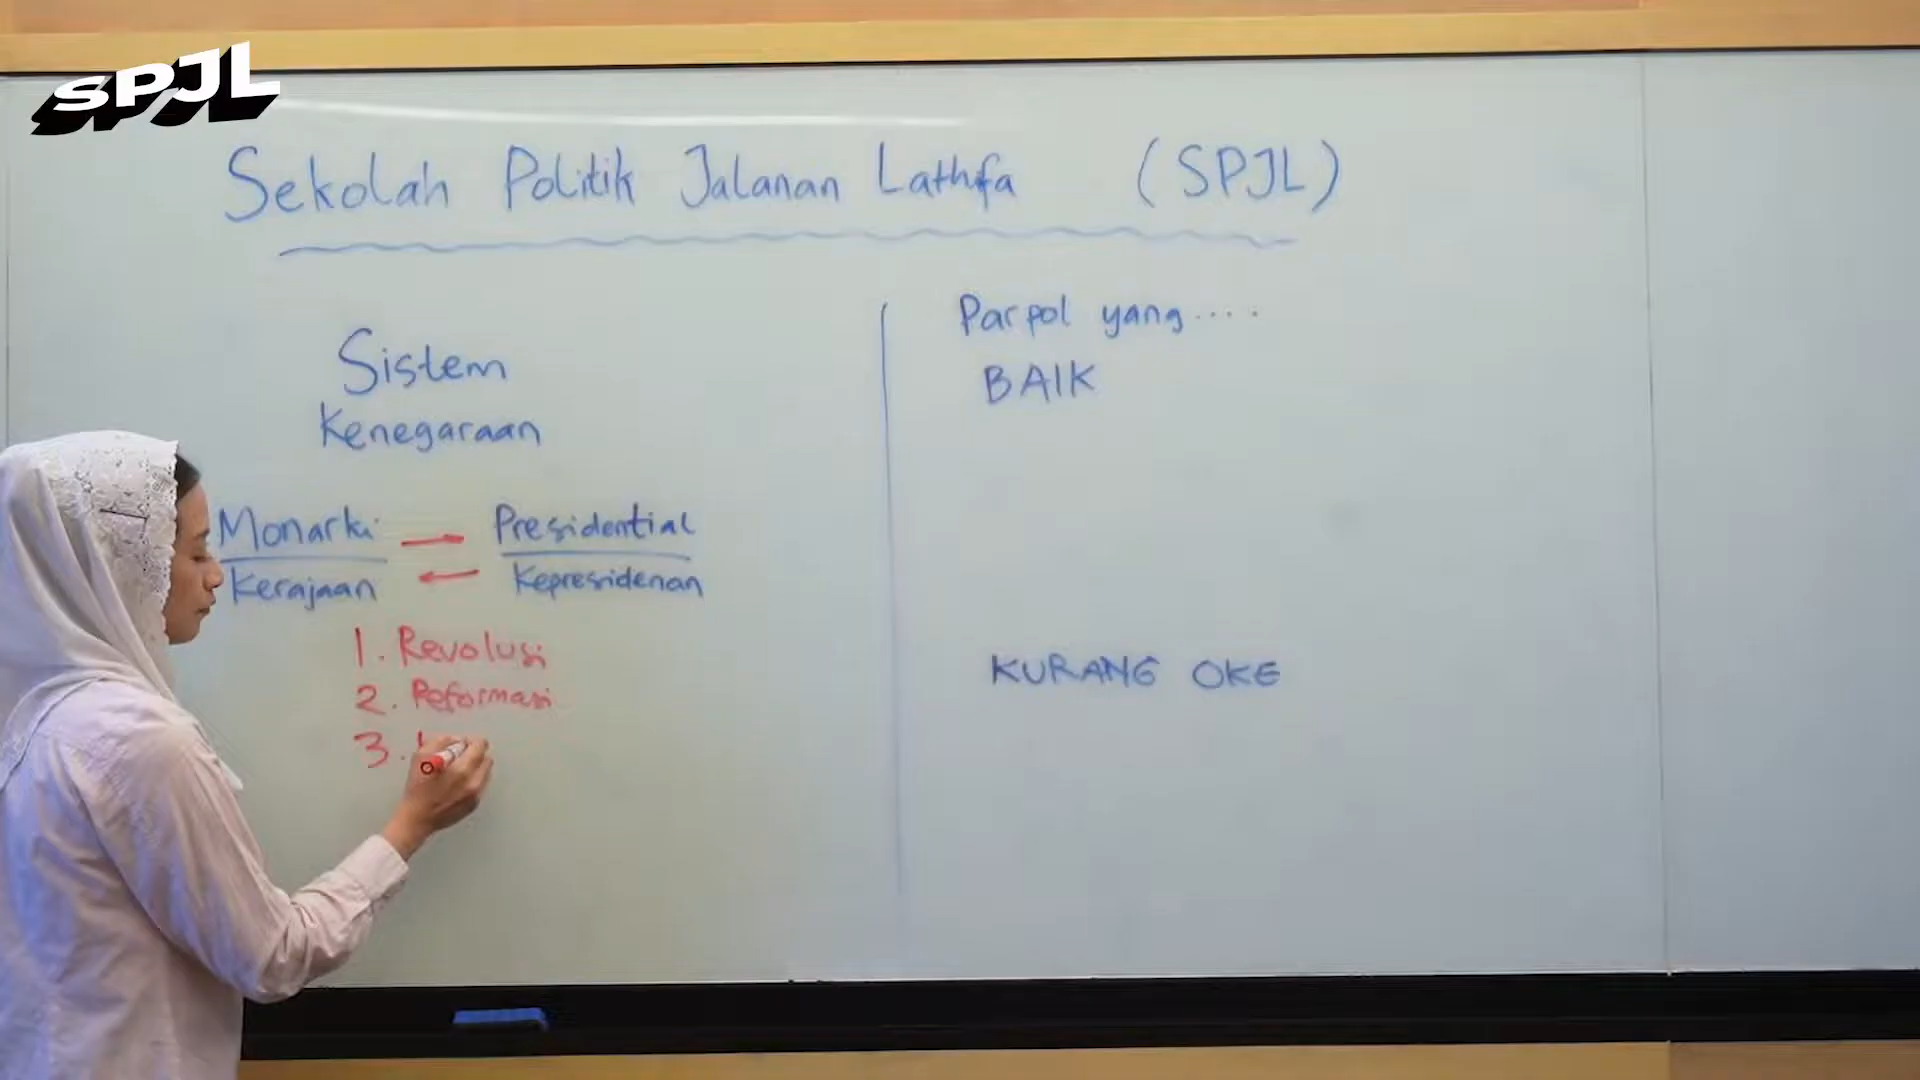 SPJL
Sekolah Politik Jalanan Lathifa (SPJL)
Sistem
Kenegaraan
Monarki Presidential
Kerajaan Kepresidenan
1. Revolusi
2. Reformasi
3.
Parpol yang....
BAIK
KURANG OKE